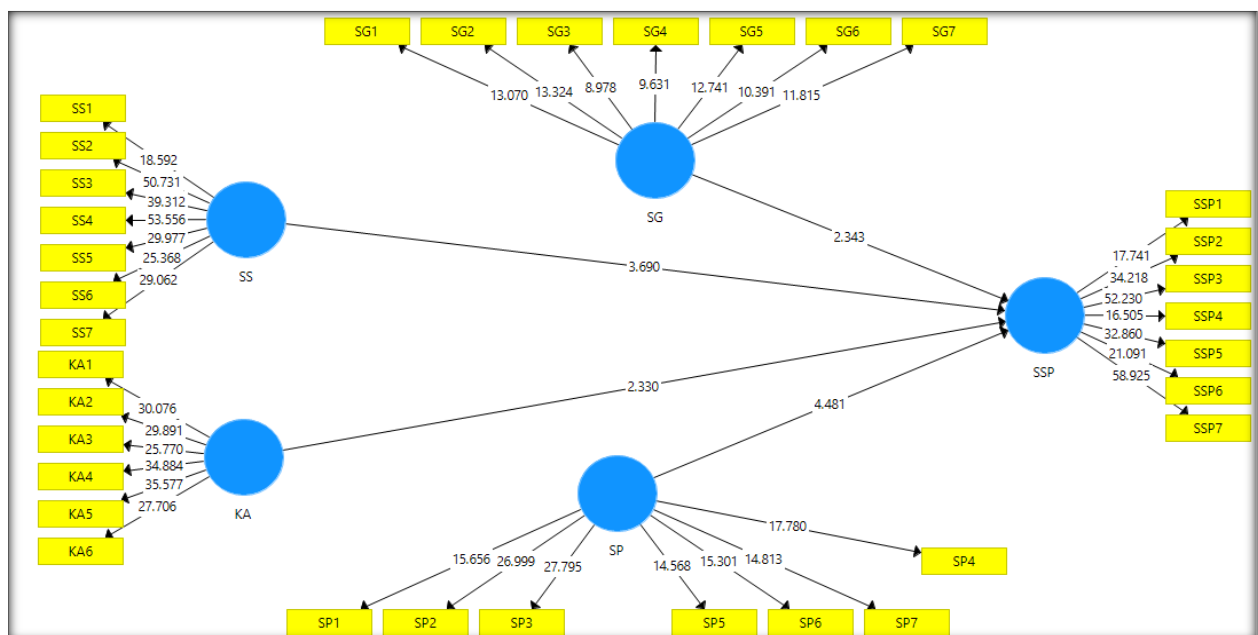 SG1 SG2 SG3 SG4 SG5 SG6 SG7
13.070 13.324 8.978 9.631 12.741 10.391 11.815
SG
SS1
SS2
SS3
SS4
SS5
SS6
SS7
18.592
50.731
39.312
53.556
29.977
25.368
29.062
SS
KA1
KA2
KA3
KA4
KA5
KA6
30.076
29.891
25.770
34.884
35.577
27.706
KA
2.343
3.690
2.330
4.481
SSP
17.741
34.218
52.230
16.505
32.860
21.091
58.925
SSP1
SSP2
SSP3
SSP4
SSP5
SSP6
SSP7
SP
15.656 26.999 27.795 14.568 15.301 14.813 17.780
SP4
SP1 SP2 SP3 SP5 SP6 SP7